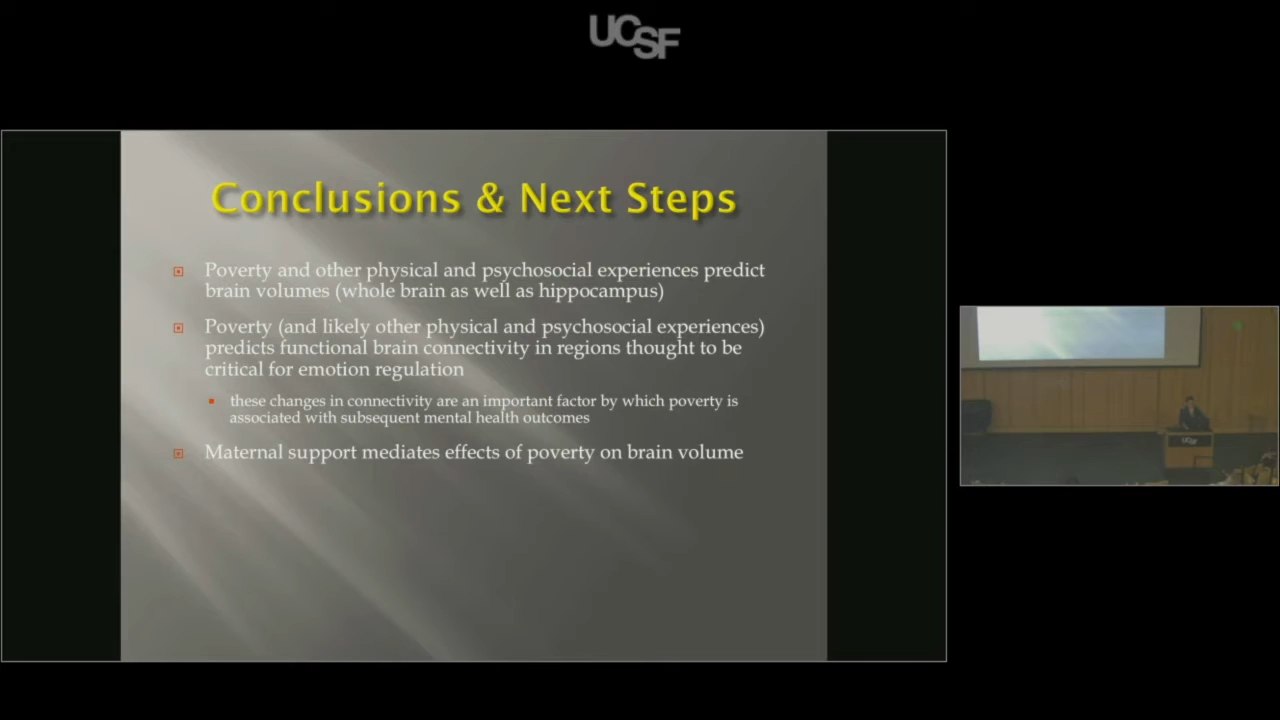 UCSF
Conclusions & Next Steps
Poverty and other physical and psychosocial experiences predict
brain volumes (whole brain as well as hippocampus)
Poverty (and likely other physical and psychosocial experiences)
predicts functional brain connectivity in regions thought to be
critical for emotion regulation
these changes in connectivity are an important factor by which poverty is
associated with subsequent mental health outcomes
Maternal support mediates effects of poverty on brain volume
UCSF